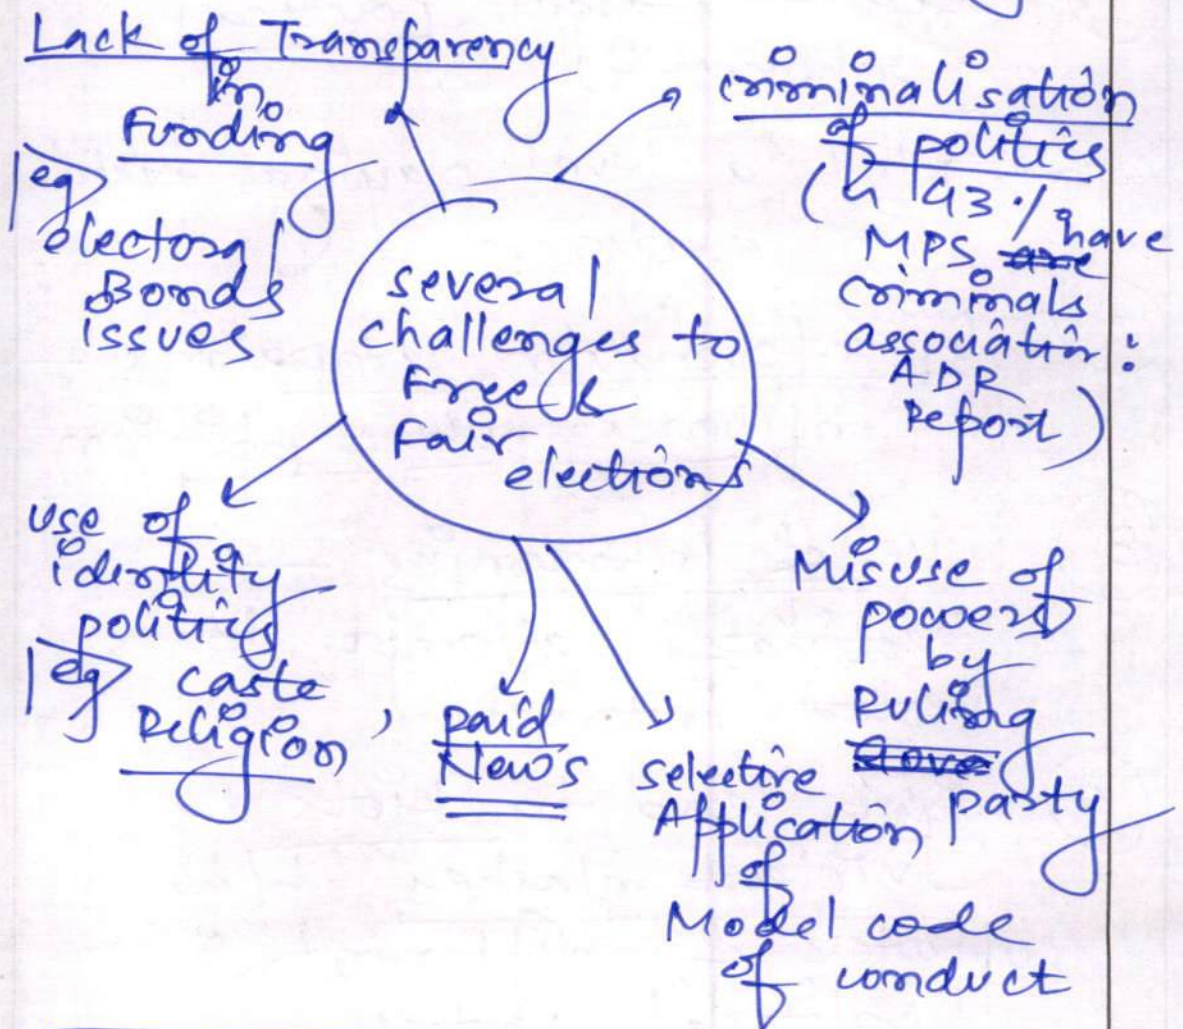 Lack of Transparency
in
Funding
eg
electoral
Bonds
issues
criminalisation
of politics
(43%
MPs have
criminals
association:
ADR
Report)
several
challenges to
Free &
Fair
elections
use of
identity
politics
eg caste
Religion,
paid
News
selective
Application
of
Model code
of conduct
Misuse of
powers
by
Ruling
party